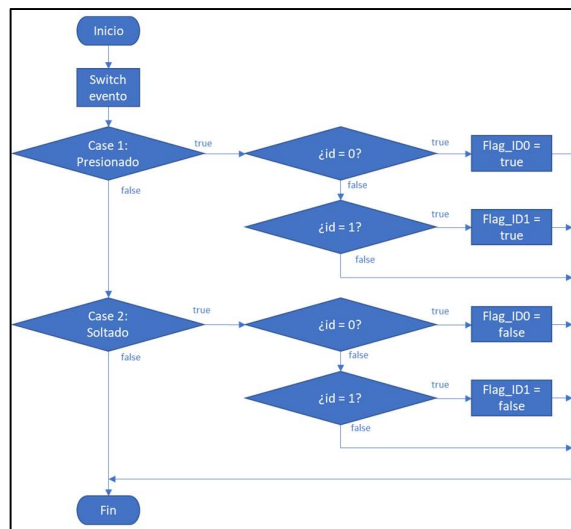 Inicio
Switch
evento
Case 1:
Presionado
true
false
¿id = 0?
true
false
Flag_ID0 =
true
¿id = 1?
true
false
Flag_ID1 =
true
Case 2:
Soltado
true
false
¿id = 0?
true
false
Flag_ID0 =
false
¿id = 1?
true
false
Flag_ID1 =
false
Fin